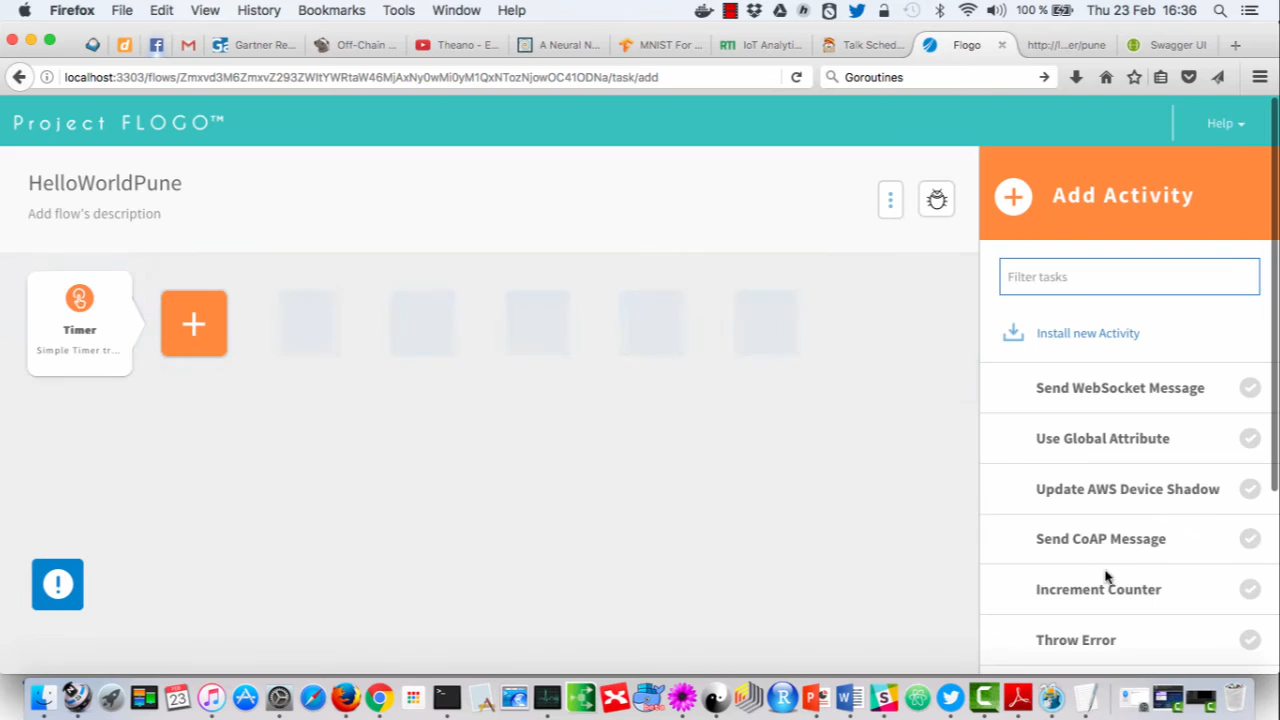 Firefox File Edit View History Bookmarks Tools Window Help 100 % Thu 23 Feb 16:36
Gartner Re... Off-Chain ... Theano - E... A Neural N... MNIST For ... RTI IoT Analyti... Talk Sched... Flogo http://l...er/pune Swagger UI
localhost:3303/flows/Zmxvd3M6ZmxvZ293ZWItYWRtaW46MjAxNy0wMi0yM1QxNTozNjowOC41ODNa/task/add Goroutines
Project FLOGO™ Help
HelloWorldPune
Add flow's description
Add Activity
Filter tasks
Timer
Simple Timer tr...
Install new Activity
Send WebSocket Message
Use Global Attribute
Update AWS Device Shadow
Send CoAP Message
Increment Counter
Throw Error